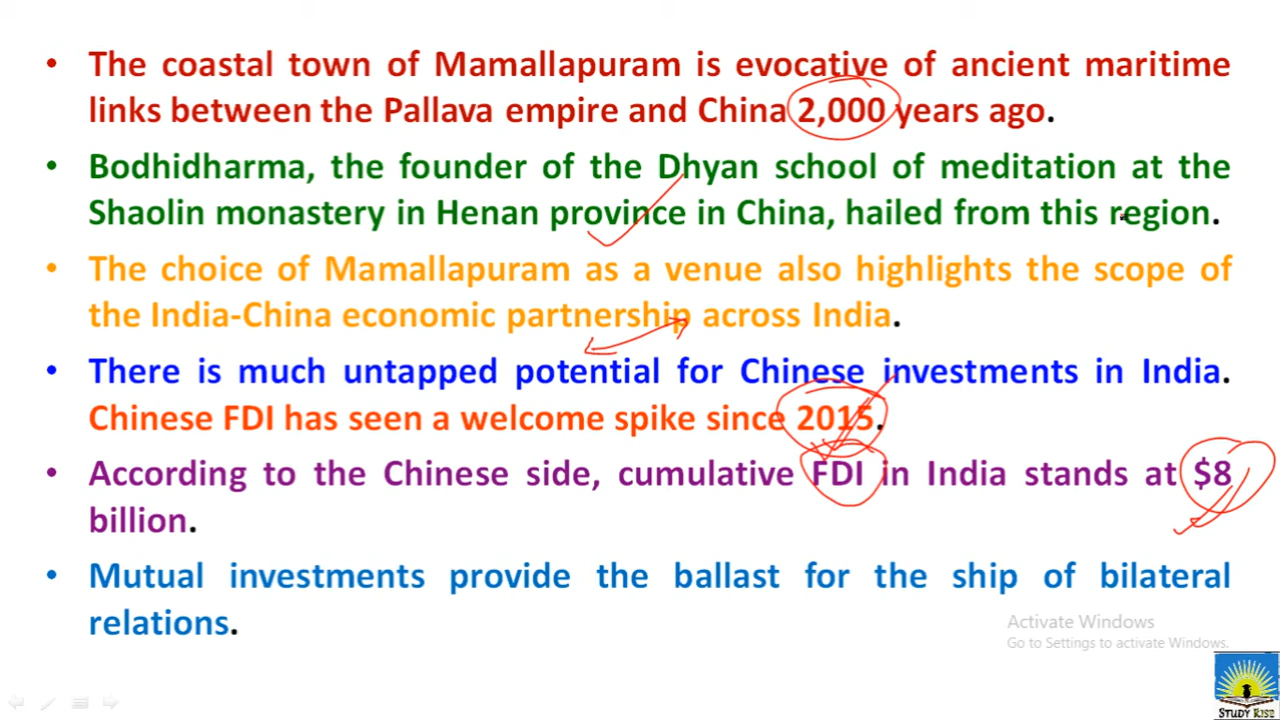 • The coastal town of Mamallapuram is evocative of ancient maritime
links between the Pallava empire and China 2,000 years ago.
• Bodhidharma, the founder of the Dhyan school of meditation at the
Shaolin monastery in Henan province in China, hailed from this region.
• The choice of Mamallapuram as a venue also highlights the scope of
the India-China economic partnership across India.
• There is much untapped potential for Chinese investments in India.
Chinese FDI has seen a welcome spike since 2015.
• According to the Chinese side, cumulative FDI in India stands at $8
billion.
• Mutual investments provide the ballast for the ship of bilateral
relations.
Activate Windows
Go to Settings to activate Windows.
STUDY RISE